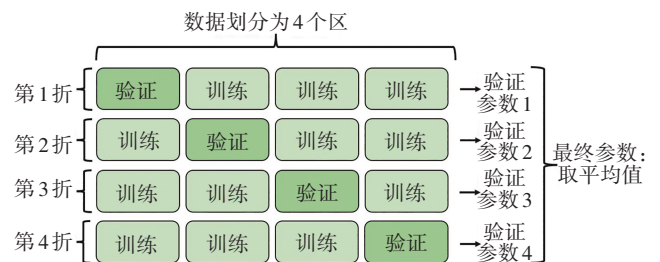 数据划分为4个区
第1折 验证 训练 训练 训练 验证参数1
第2折 训练 验证 训练 训练 验证参数2
第3折 训练 训练 验证 训练 验证参数3
第4折 训练 训练 训练 验证 验证参数4
最终参数：
取平均值